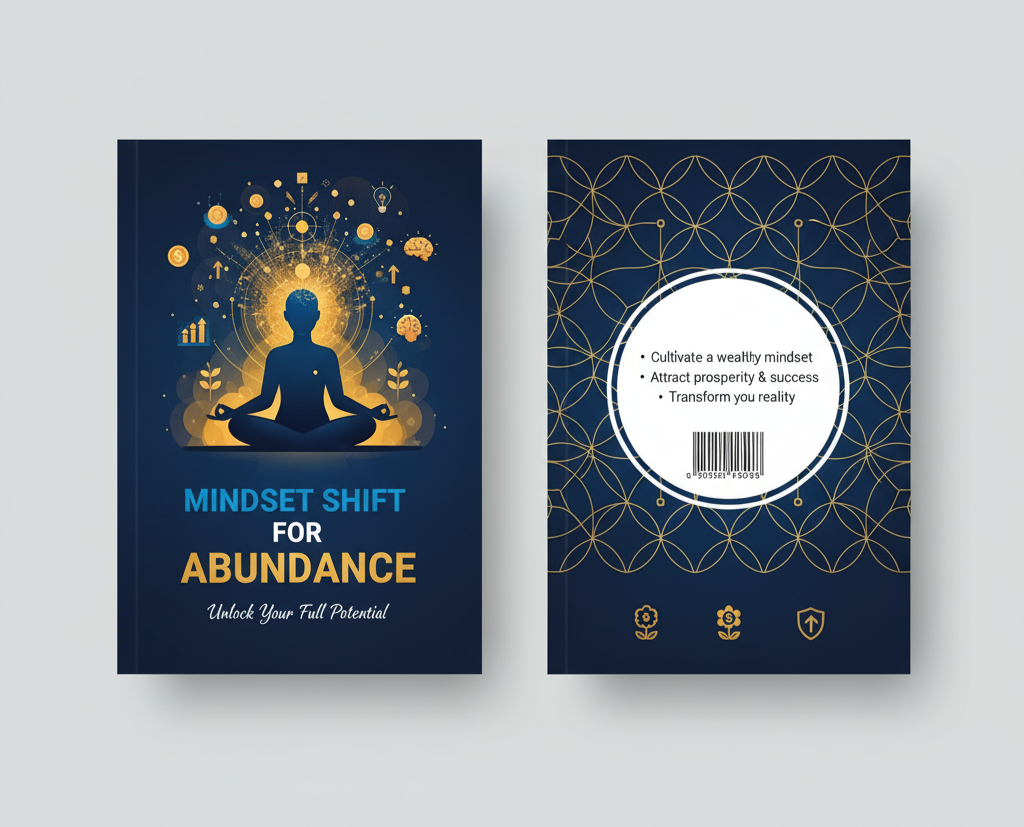 MINDSET SHIFT
FOR
ABUNDANCE
Unlock Your Full Potential
• Cultivate a wealthy mindset
• Attract prosperity & success
• Transform you reality